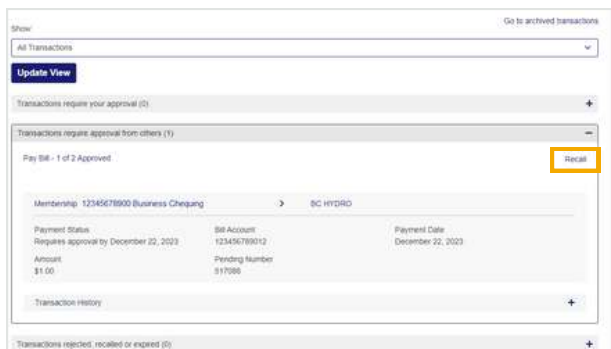 Go to archived transactions
Show:
All Transactions
Update View
Transactions require your approval (0) +
Transactions require approval from others (1) −
Pay Bill - 1 of 2 Approved Recall
Membership 12345678900 Business Chequing > BC HYDRO
Payment Status Bill Account Payment Date
Requires approval by December 22, 2023 123456789012 December 22, 2023
Amount Pending Number
$1.00 517086
Transaction History +
Transactions rejected, recalled or expired (0) +